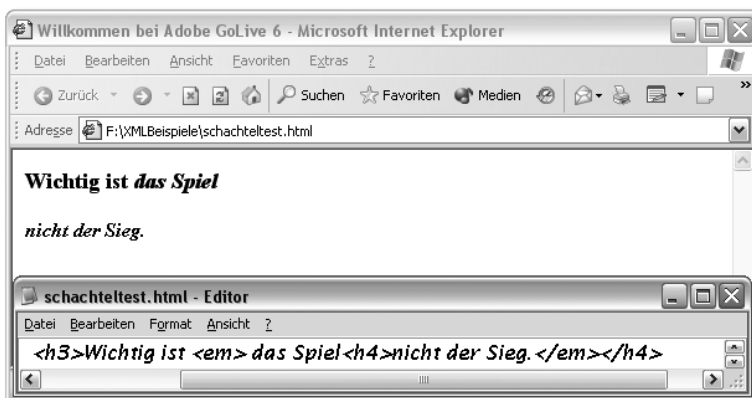 Willkommen bei Adobe GoLive 6 - Microsoft Internet Explorer
Datei Bearbeiten Ansicht Favoriten Extras ?
Zurück Suchen Favoriten Medien »
Adresse F:\XMLBeispiele\schachteltest.html
Wichtig ist das Spiel
nicht der Sieg.
schachteltest.html - Editor
Datei Bearbeiten Format Ansicht ?
<h3>Wichtig ist <em> das Spiel<h4>nicht der Sieg.</em></h4>